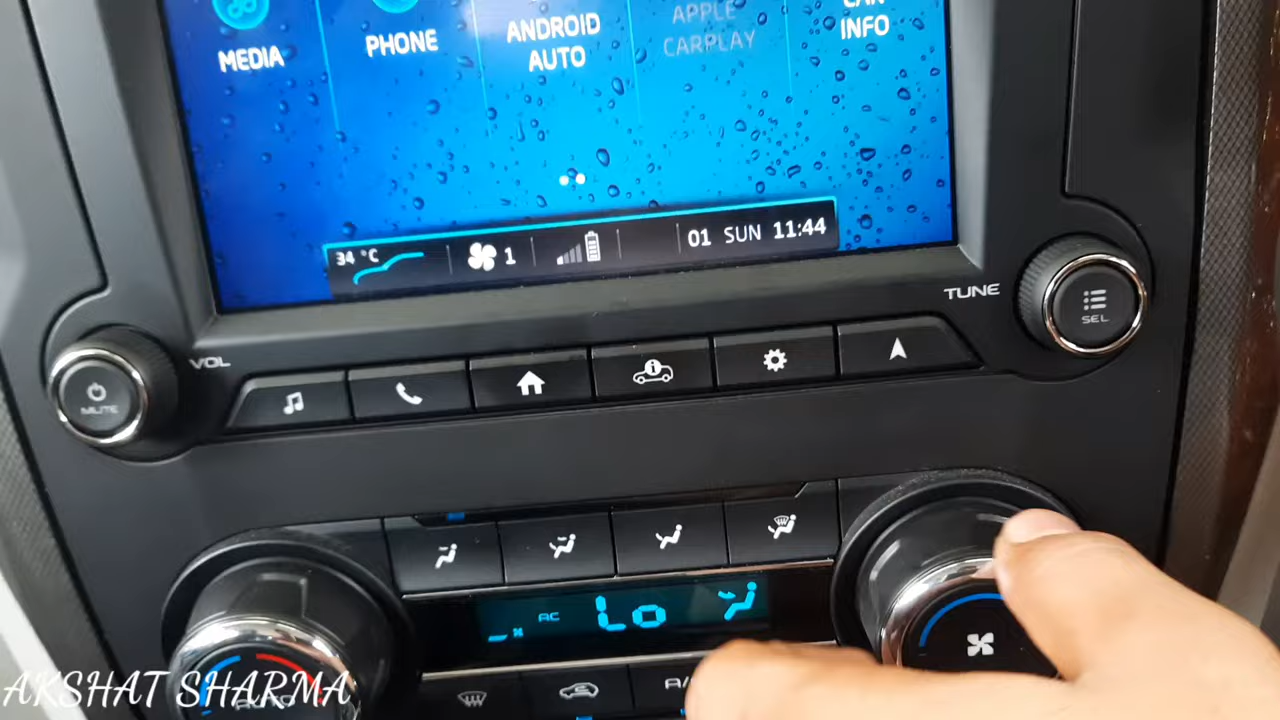 MEDIA
PHONE
ANDROID
AUTO
APPLE
CARPLAY
CAR
INFO
34 °C
1
01 SUN 11:44
TUNE
SEL
VOL
MUTE
AC
Lo
AUTO
A/
AKSHAT SHARMA